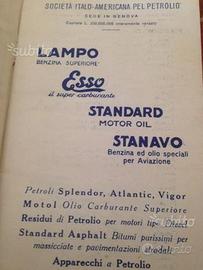 SOCIETÀ ITALO-AMERICANA PEL PETROLIO
SEDE IN GENOVA
LAMPO
BENZINA SUPERIORE
Esso
il super carburante
STANDARD
MOTOR OIL
STANAVO
Benzina ed olio speciali
per Aviazione
Petroli Splendor, Atlantic, Vigor
Motol Olio Carburante Superiore
Residui di Petrolio per motori tipo Diesel
Standard Asphalt Bitumi purissimi per
massicciate e pavimentazioni stradali
Apparecchi a Petrolio